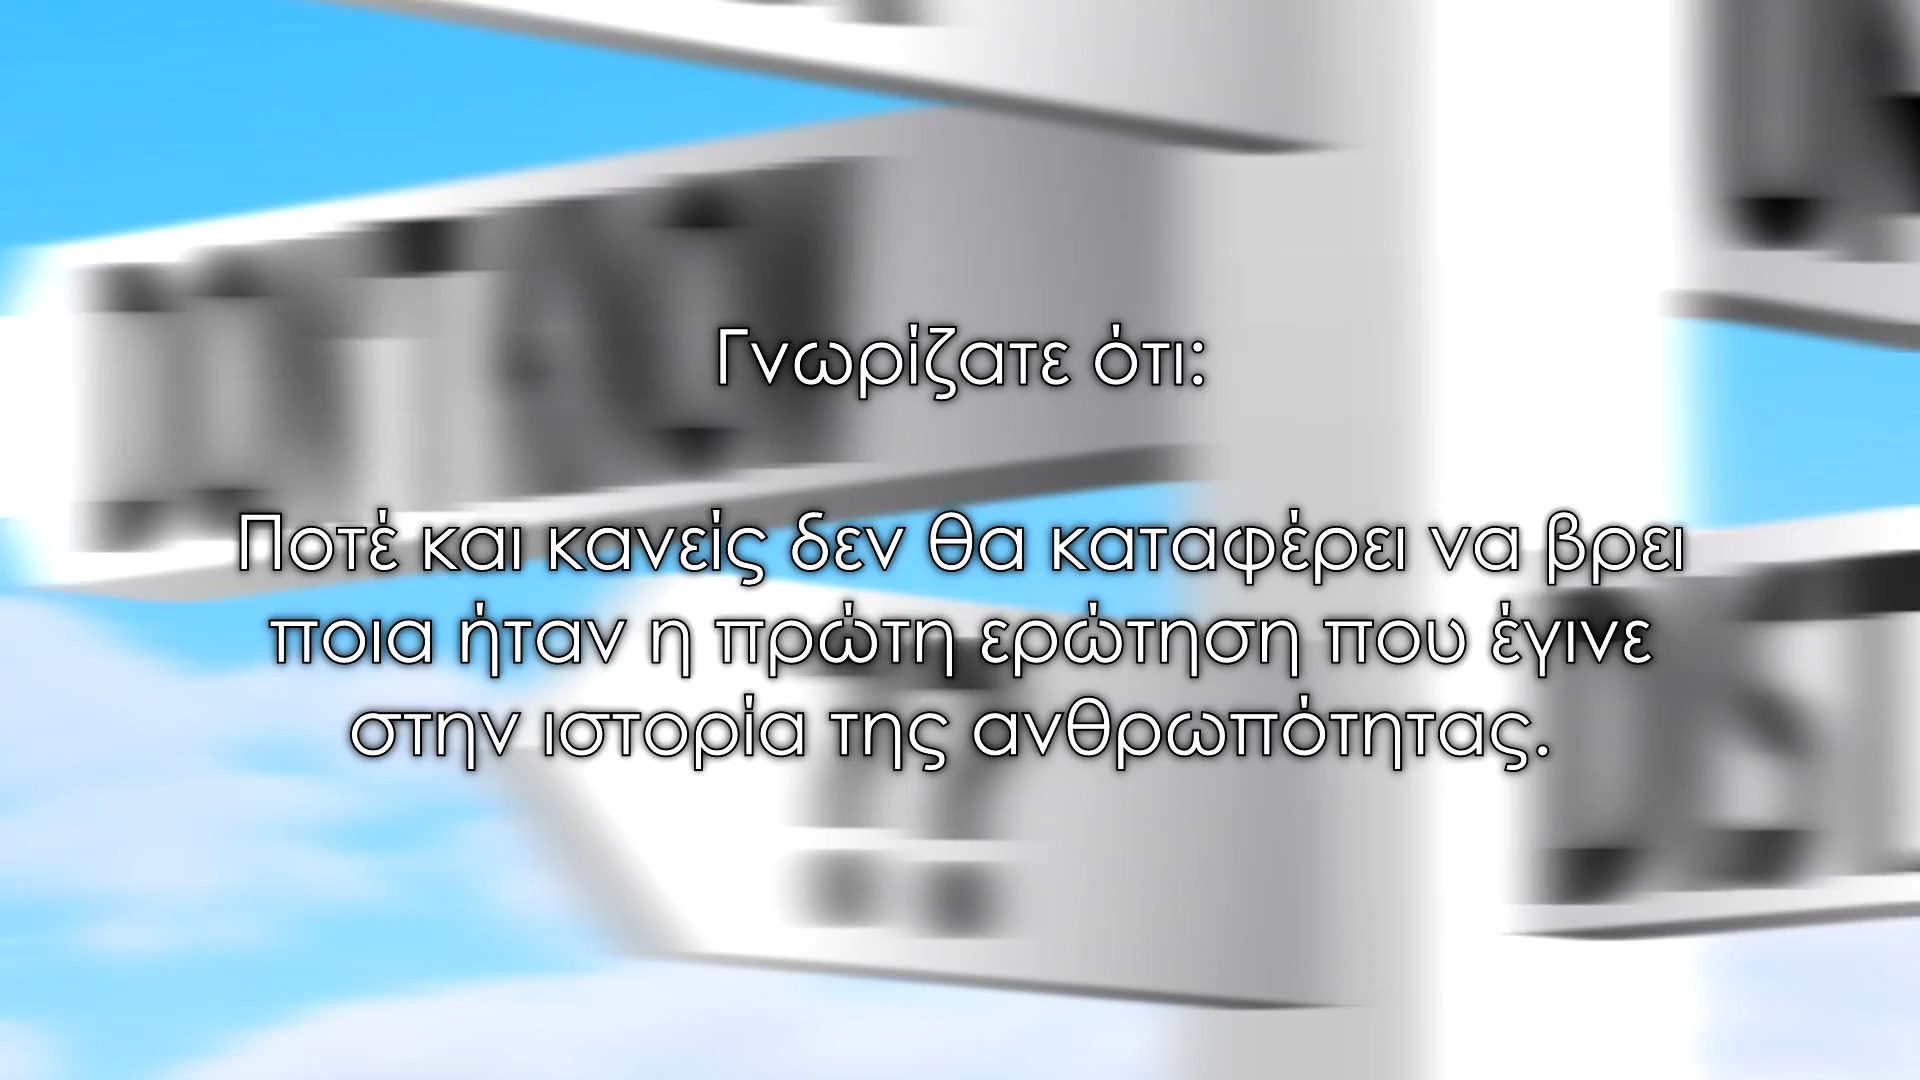 Γνωρίζατε ότι:
Ποτέ και κανείς δεν θα καταφέρει να βρει
ποια ήταν η πρώτη ερώτηση που έγινε
στην ιστορία της ανθρωπότητας.